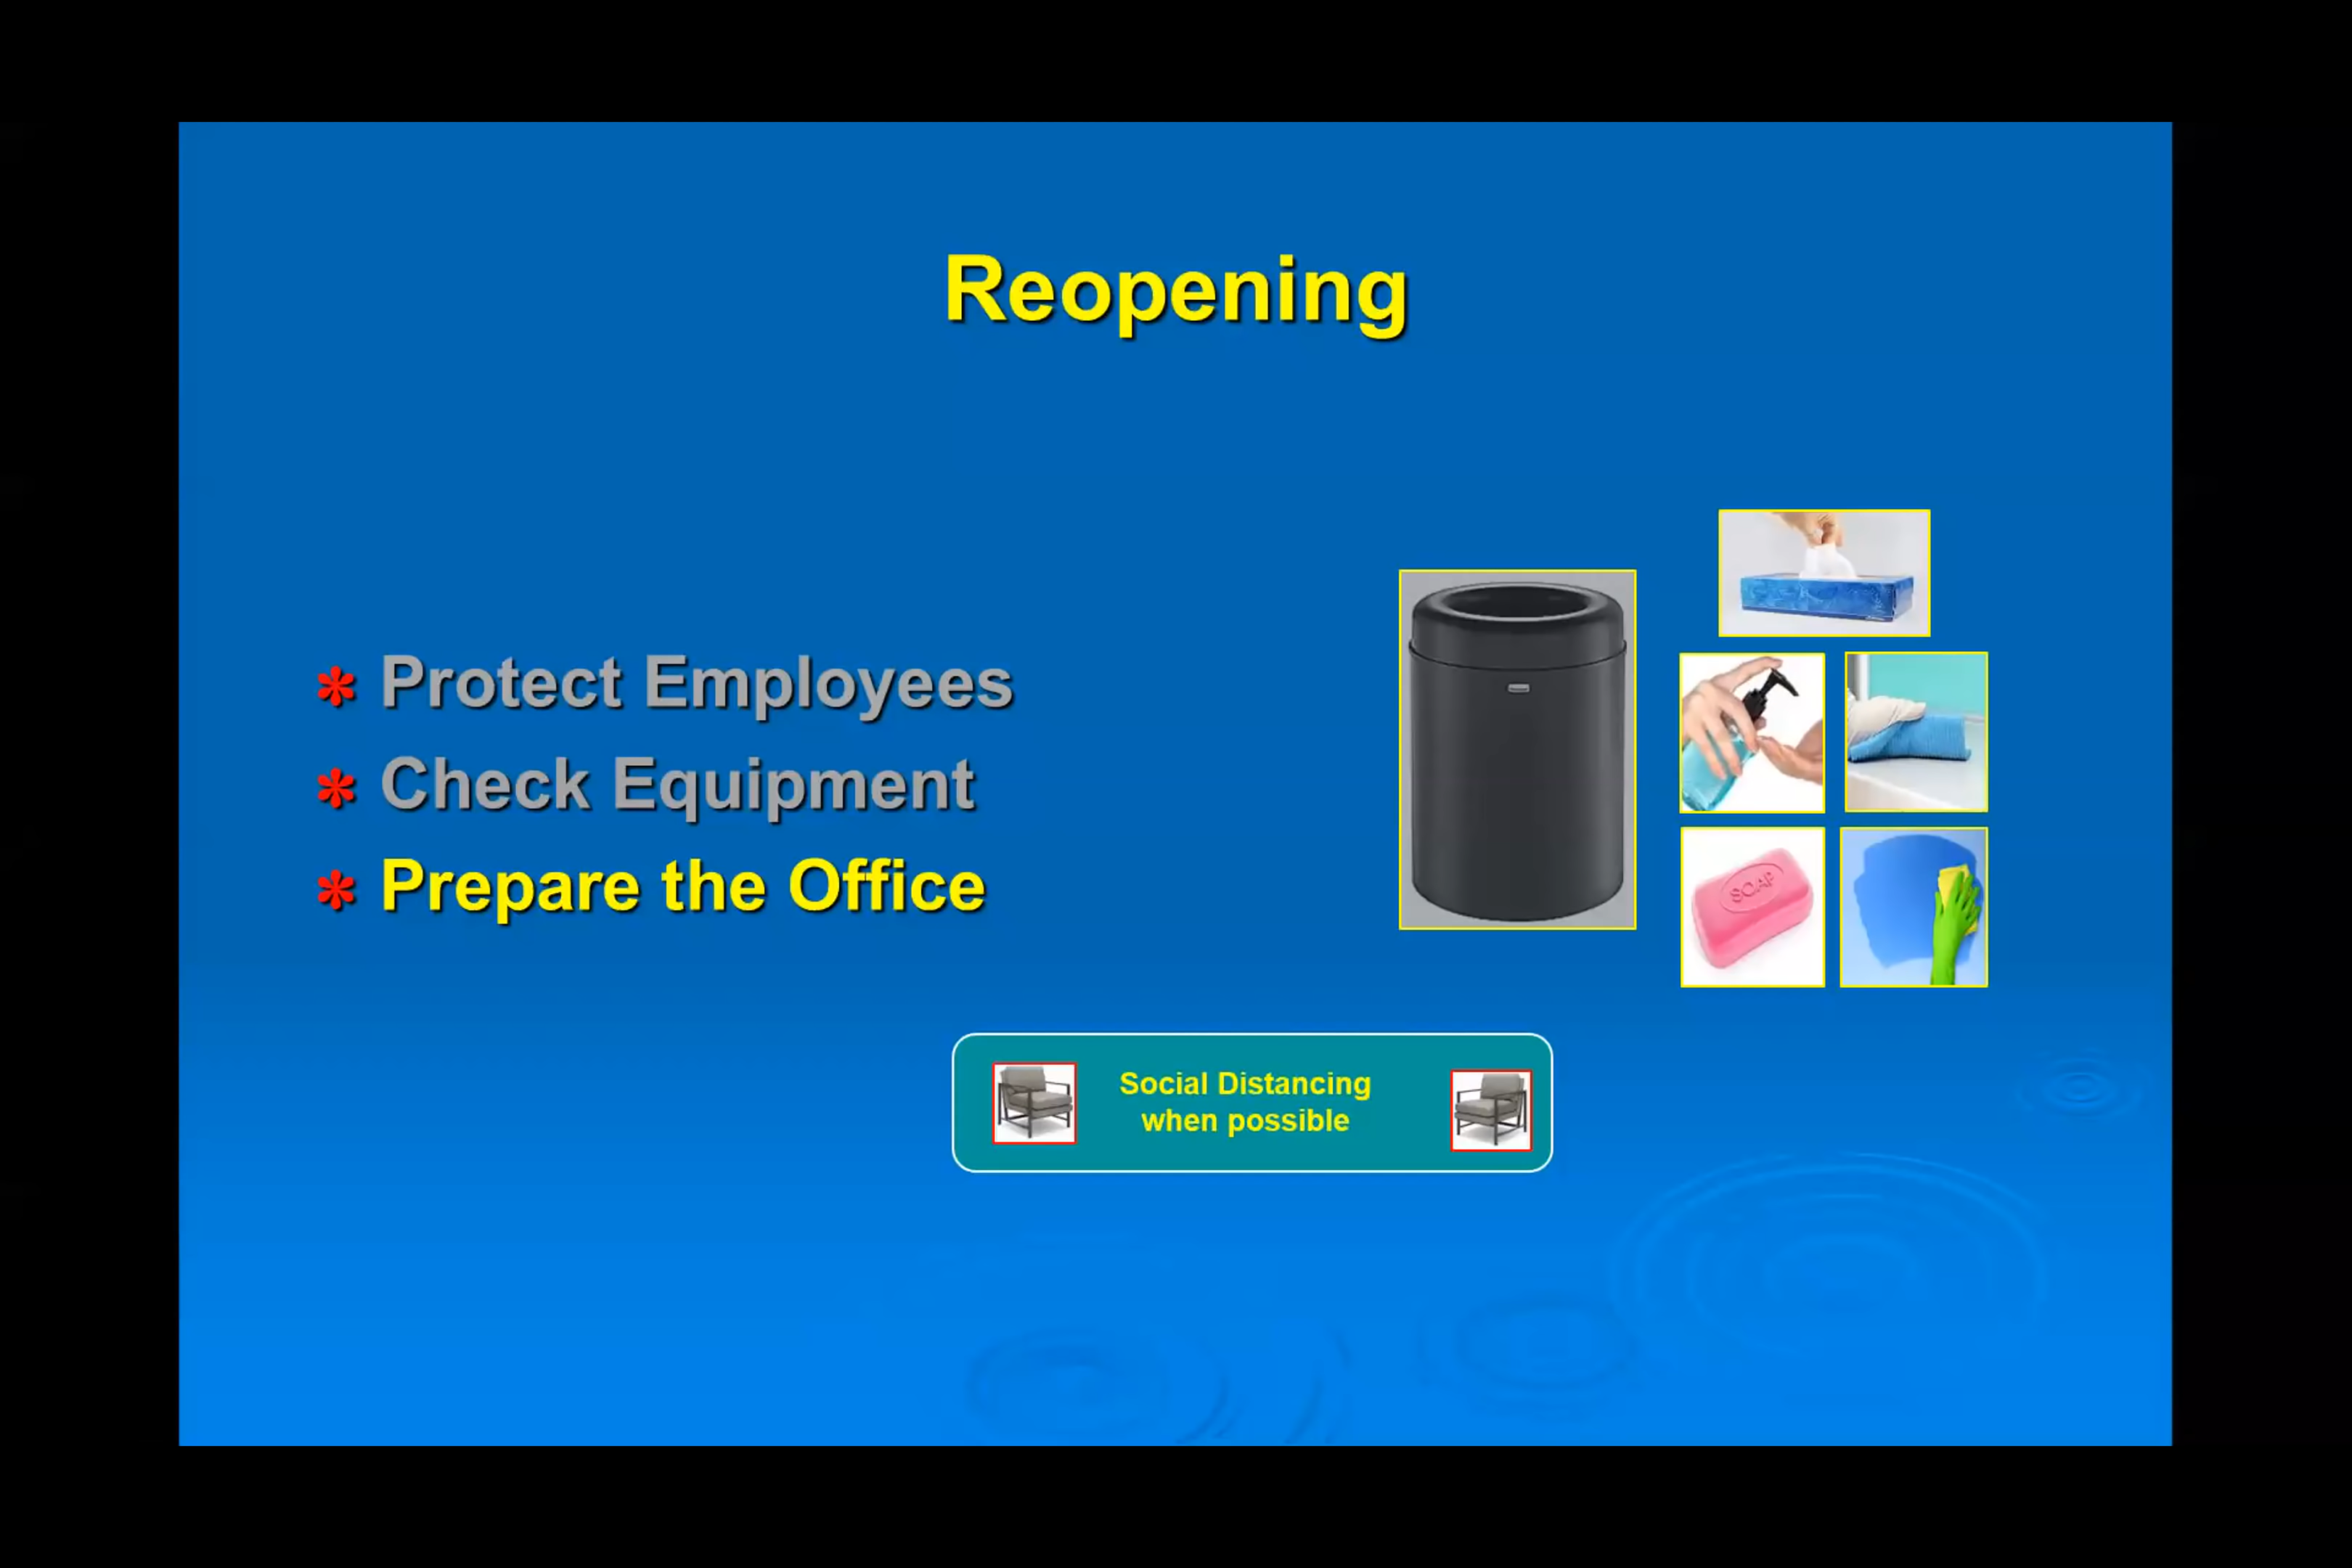 Reopening
* Protect Employees
* Check Equipment
* Prepare the Office
SOAP
Social Distancing
when possible